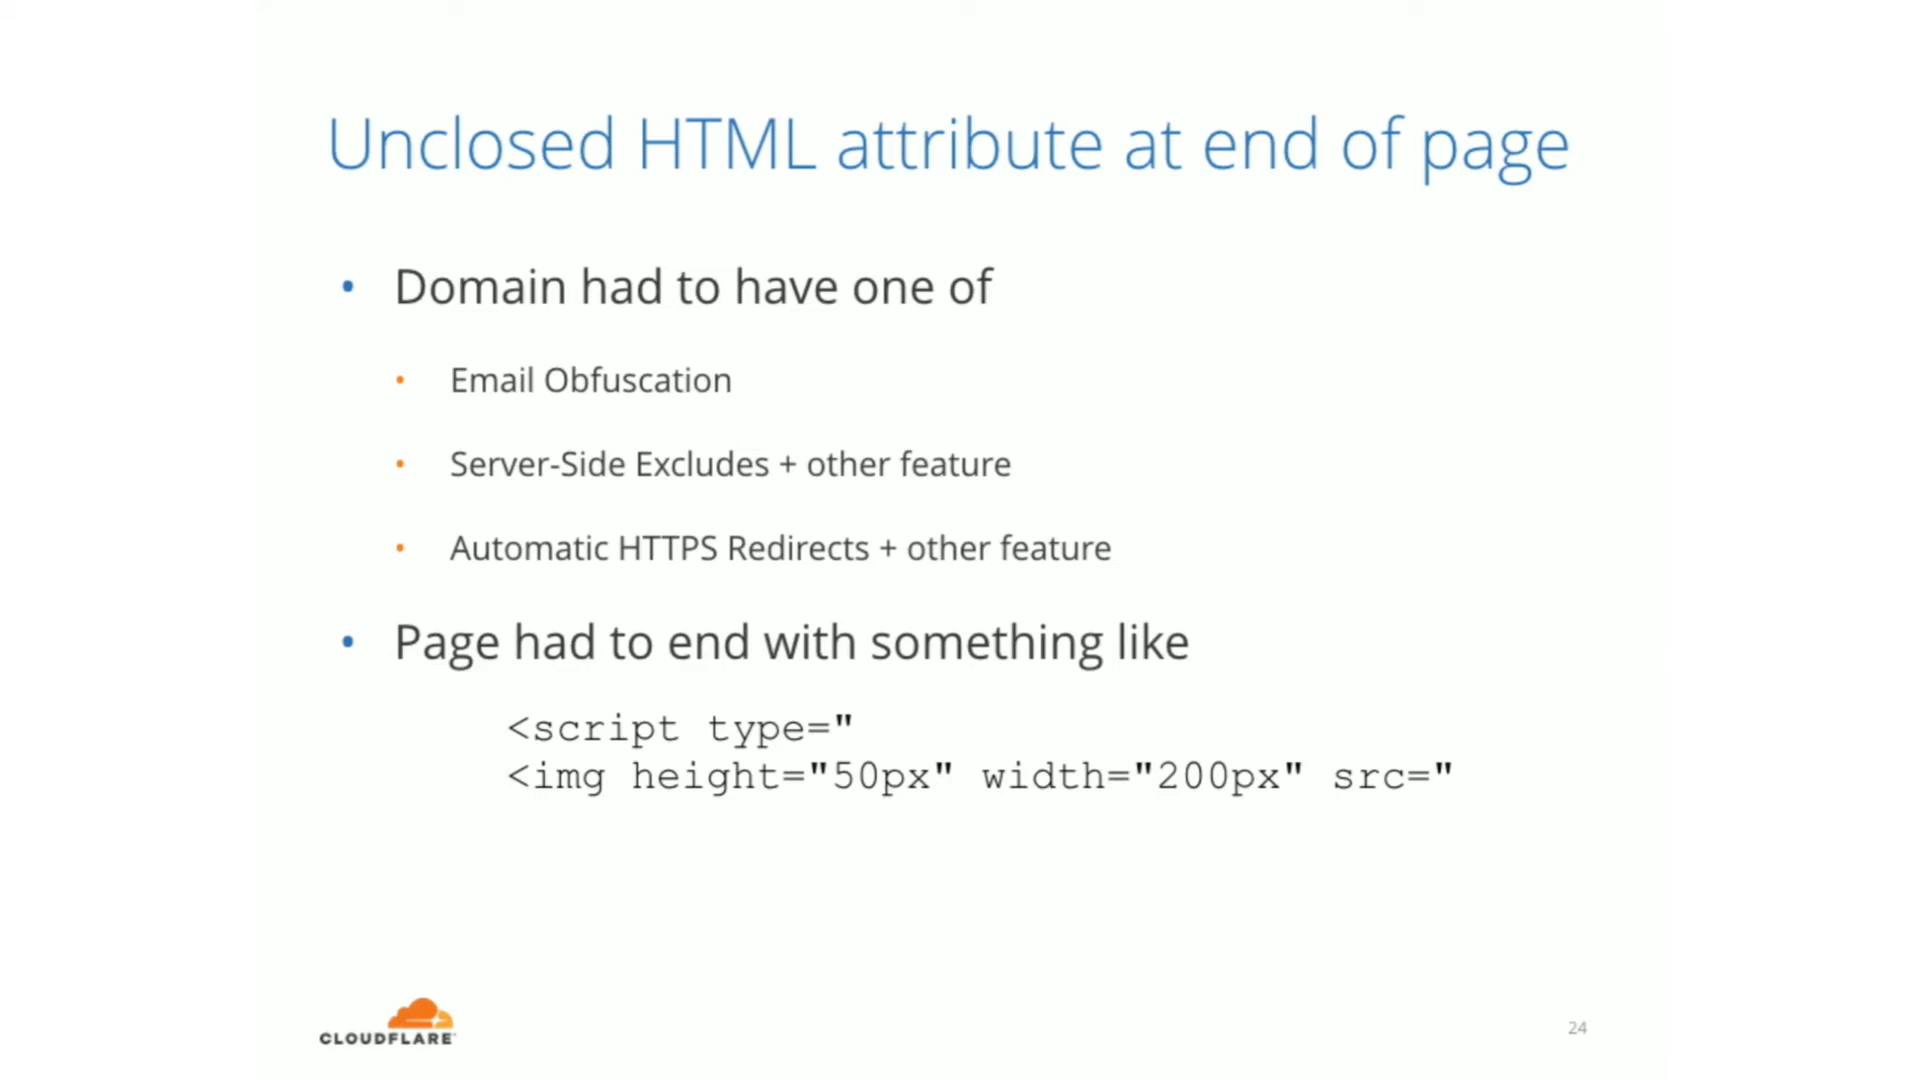 Unclosed HTML attribute at end of page
• Domain had to have one of
• Email Obfuscation
• Server-Side Excludes + other feature
• Automatic HTTPS Redirects + other feature
• Page had to end with something like
<script type="
<img height="50px" width="200px" src="
CLOUDFLARE
24